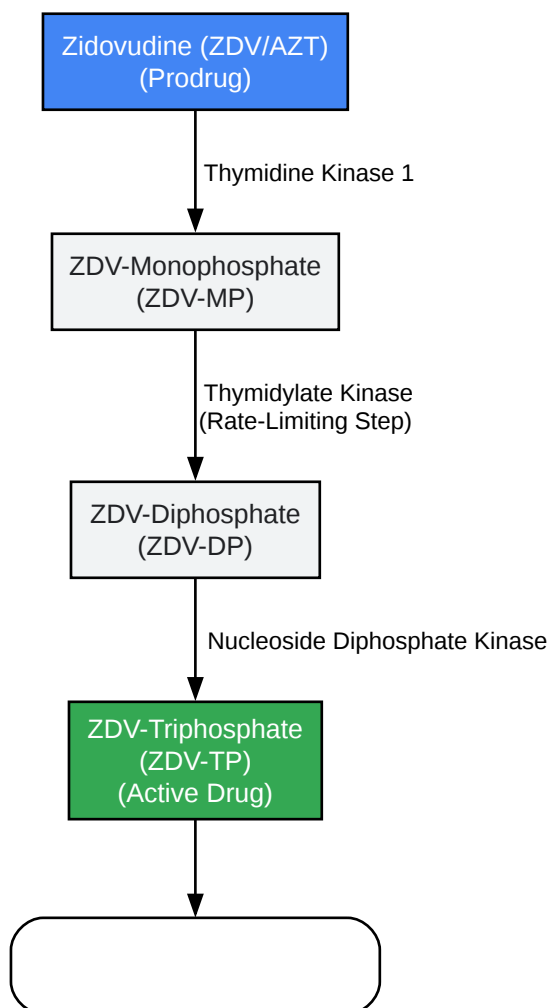 Zidovudine (ZDV/AZT)
(Prodrug)
Thymidine Kinase 1
ZDV-Monophosphate
(ZDV-MP)
Thymidylate Kinase
(Rate-Limiting Step)
ZDV-Diphosphate
(ZDV-DP)
Nucleoside Diphosphate Kinase
ZDV-Triphosphate
(ZDV-TP)
(Active Drug)